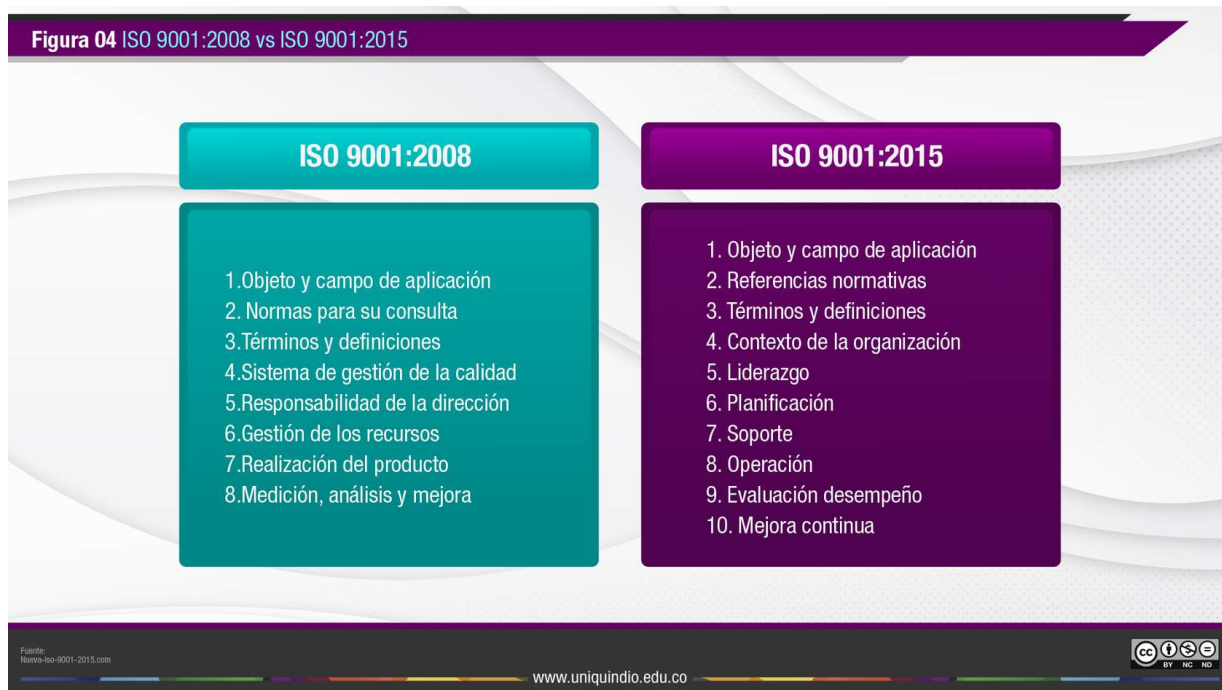 Figura 04 ISO 9001:2008 vs ISO 9001:2015
ISO 9001:2008
1.Objeto y campo de aplicación
2. Normas para su consulta
3.Términos y definiciones
4.Sistema de gestión de la calidad
5.Responsabilidad de la dirección
6.Gestión de los recursos
7.Realización del producto
8.Medición, análisis y mejora
ISO 9001:2015
1. Objeto y campo de aplicación
2. Referencias normativas
3. Términos y definiciones
4. Contexto de la organización
5. Liderazgo
6. Planificación
7. Soporte
8. Operación
9. Evaluación desempeño
10. Mejora continua
Fuente:
Nueva-iso-9001-2015.com
www.uniquindio.edu.co
cc
BY NC ND